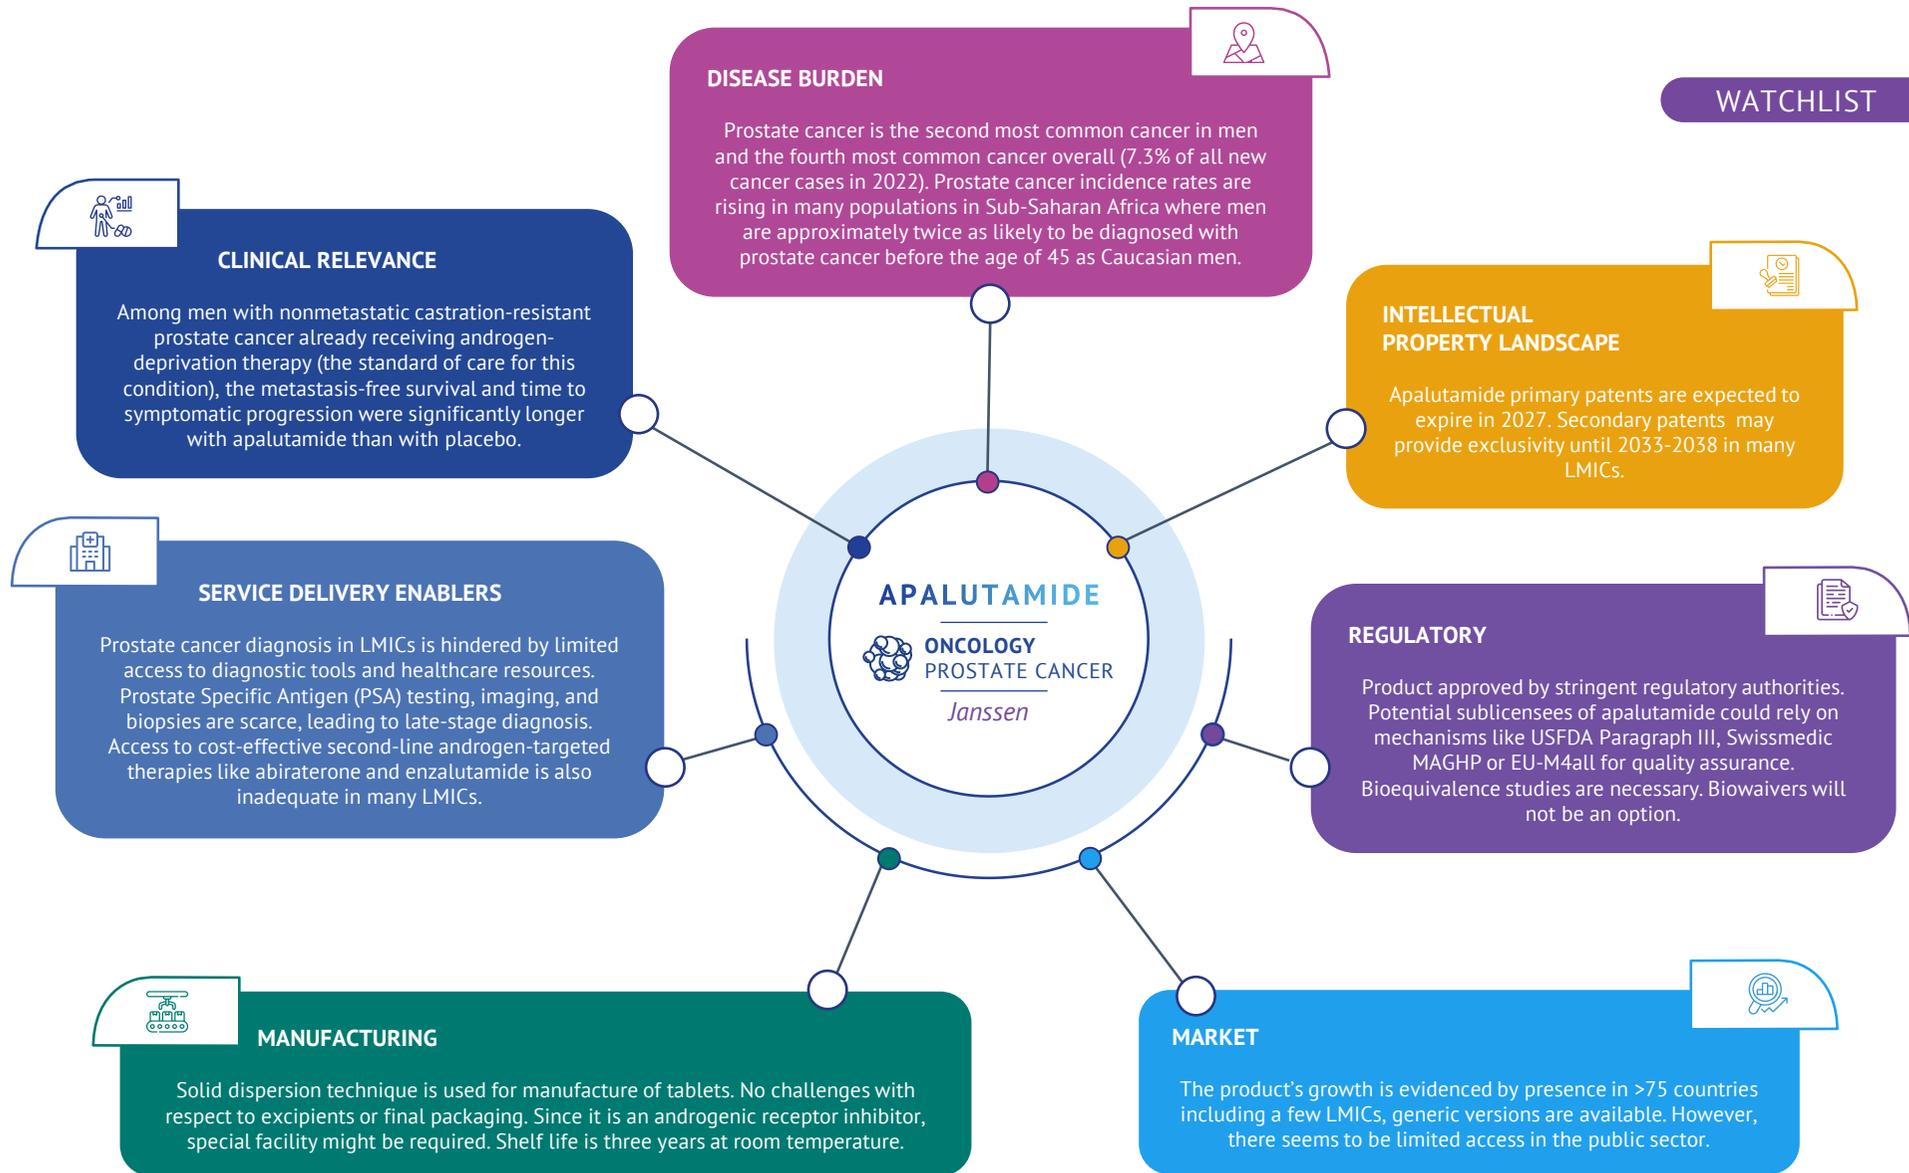 DISEASE BURDEN
Prostate cancer is the second most common cancer in men
and the fourth most common cancer overall (7.3% of all new
cancer cases in 2022). Prostate cancer incidence rates are
rising in many populations in Sub-Saharan Africa where men
are approximately twice as likely to be diagnosed with
prostate cancer before the age of 45 as Caucasian men.
WATCHLIST
CLINICAL RELEVANCE
Among men with nonmetastatic castration-resistant
prostate cancer already receiving androgen-
deprivation therapy (the standard of care for this
condition), the metastasis-free survival and time to
symptomatic progression were significantly longer
with apalutamide than with placebo.
INTELLECTUAL
PROPERTY LANDSCAPE
Apalutamide primary patents are expected to
expire in 2027. Secondary patents may
provide exclusivity until 2033-2038 in many
LMICs.
SERVICE DELIVERY ENABLERS
Prostate cancer diagnosis in LMICs is hindered by limited
access to diagnostic tools and healthcare resources.
Prostate Specific Antigen (PSA) testing, imaging, and
biopsies are scarce, leading to late-stage diagnosis.
Access to cost-effective second-line androgen-targeted
therapies like abiraterone and enzalutamide is also
inadequate in many LMICs.
APALUTAMIDE
ONCOLOGY
PROSTATE CANCER
Janssen
REGULATORY
Product approved by stringent regulatory authorities.
Potential sublicensees of apalutamide could rely on
mechanisms like USFDA Paragraph III, Swissmedic
MAGHP or EU-M4all for quality assurance.
Bioequivalence studies are necessary. Biowaivers will
not be an option.
MANUFACTURING
Solid dispersion technique is used for manufacture of tablets. No challenges with
respect to excipients or final packaging. Since it is an androgenic receptor inhibitor,
special facility might be required. Shelf life is three years at room temperature.
MARKET
The product's growth is evidenced by presence in >75 countries
including a few LMICs, generic versions are available. However,
there seems to be limited access in the public sector.